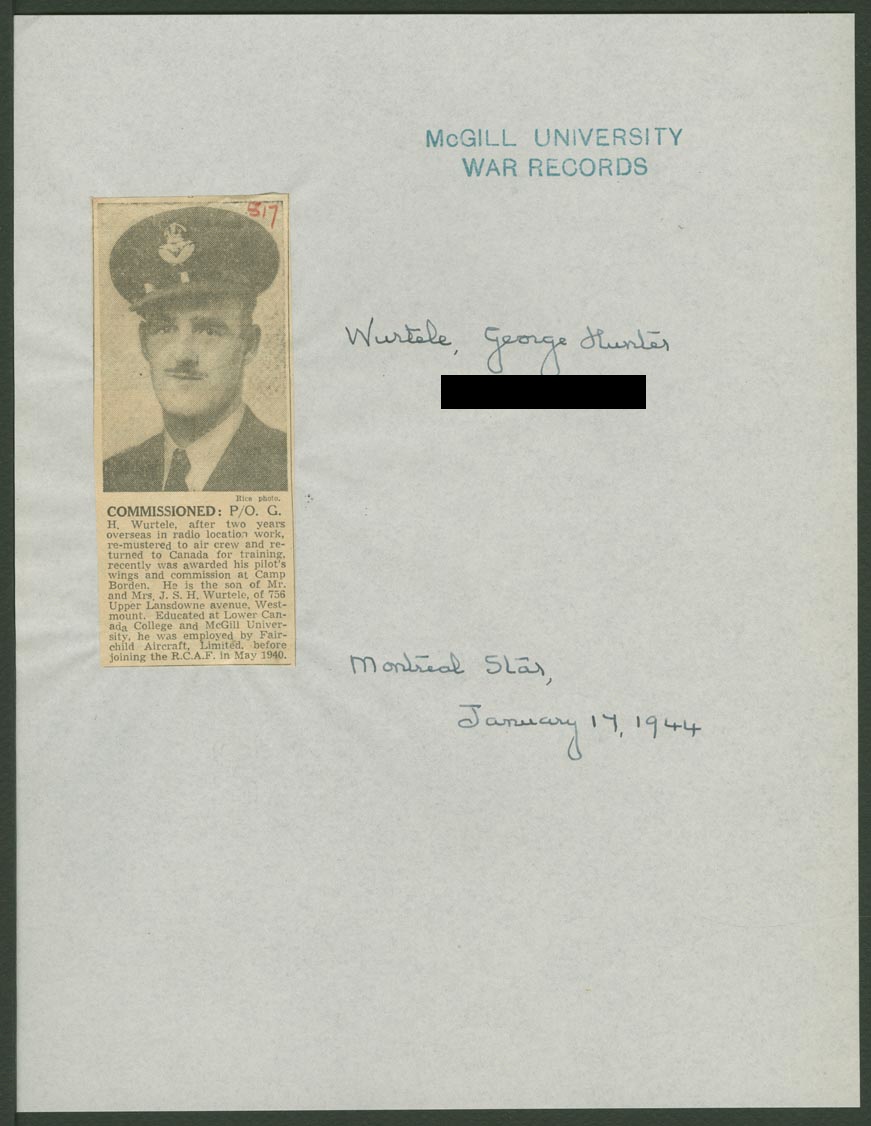 McGILL UNIVERSITY
WAR RECORDS
517
Wurtele, George Hunter
Rice photo.
COMMISSIONED: P/O. G.
H. Wurtele, after two years
overseas in radio location work,
re-mustered to air crew and re-
turned to Canada for training,
recently was awarded his pilot's
wings and commission at Camp
Borden. He is the son of Mr.
and Mrs. J. S. H. Wurtele, of 756
Upper Lansdowne avenue, West-
mount. Educated at Lower Can-
ada College and McGill Univer-
sity, he was employed by Fair-
child Aircraft, Limited, before
joining the R.C.A.F. in May 1940.
Montreal Star,
January 17, 1944